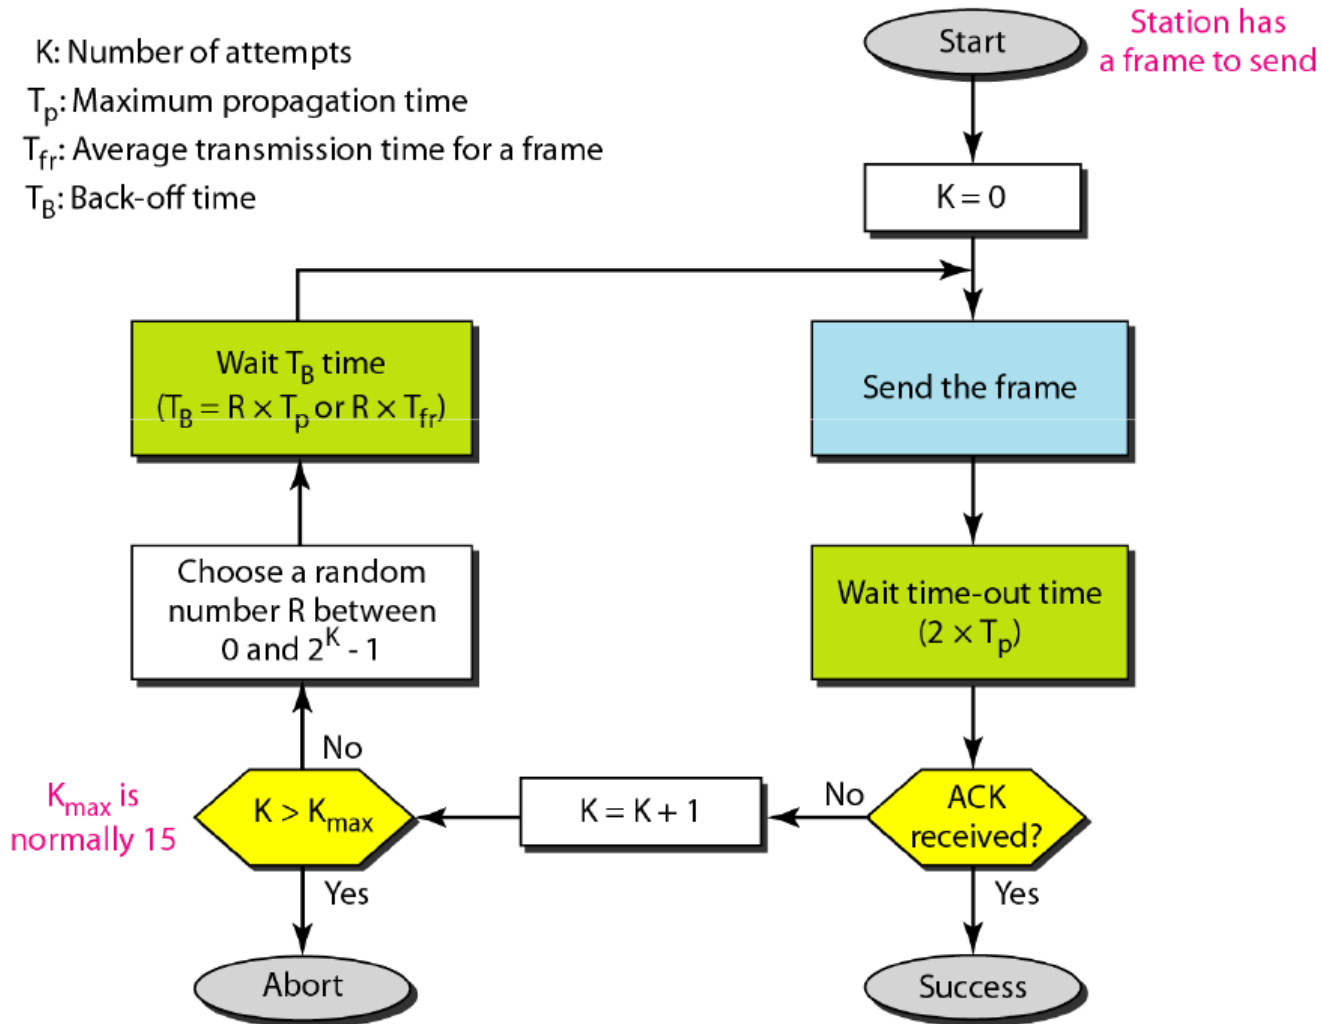 K: Number of attempts
Tp: Maximum propagation time
Tfr: Average transmission time for a frame
TB: Back-off time
Start
Station has
a frame to send
K = 0
Wait TB time
(TB = R × Tp or R × Tfr)
Send the frame
Choose a random
number R between
0 and 2^K - 1
Wait time-out time
(2 × Tp)
No
Kmax is
normally 15
K > Kmax
K = K + 1
No
ACK
received?
Yes
Yes
Abort
Success